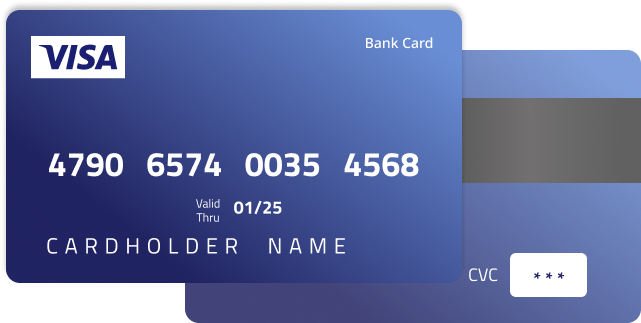 Bank Card
VISA
4790 6574 0035 4568
Valid
Thru 01/25
CARDHOLDER NAME
CVC ***